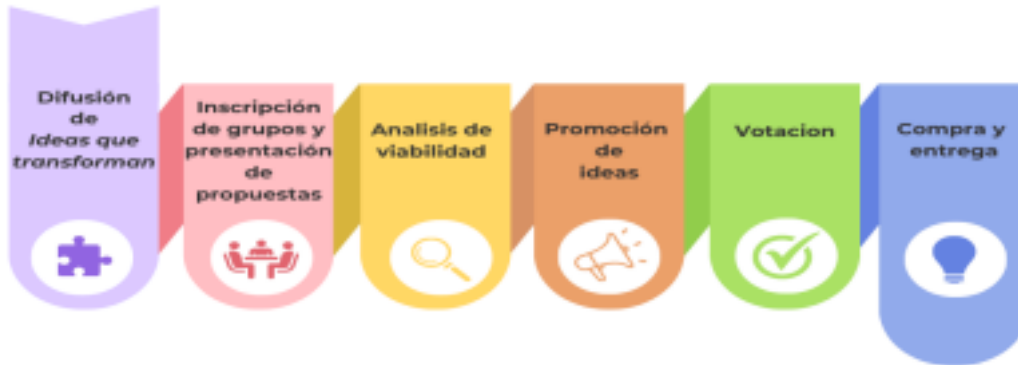 Difusión
de
Ideas que
transforman
Inscripción
de grupos y
presentación
de
propuestas
Analisis de
viabilidad
Promoción
de
ideas
Votacion
Compra y
entrega